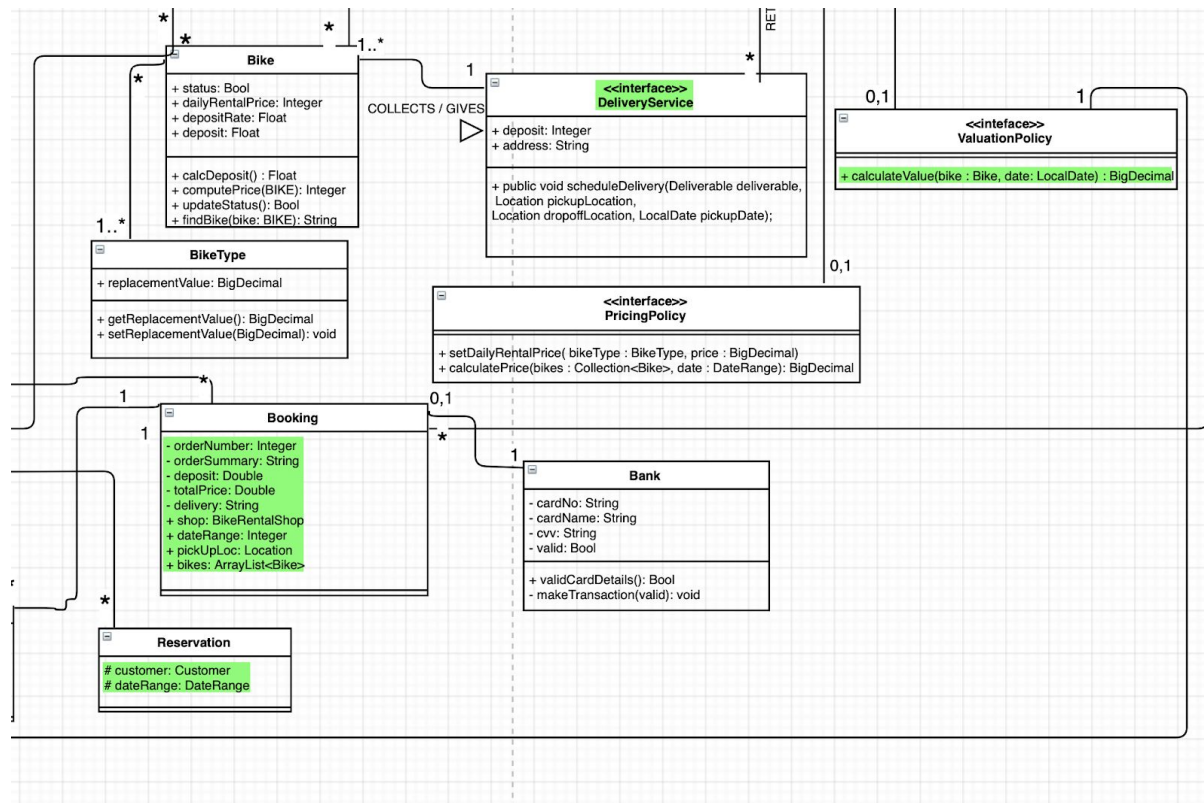 *
*
*
1..*
*
Bike
+ status: Bool
+ dailyRentalPrice: Integer
+ depositRate: Float
+ deposit: Float
+ calcDeposit() : Float
+ computePrice(BIKE): Integer
+ updateStatus(): Bool
+ findBike(bike: BIKE): String
*
1..*
1
COLLECTS / GIVES
RET
*
<<interface>>
DeliveryService
+ deposit: Integer
+ address: String
+ public void scheduleDelivery(Deliverable deliverable,
Location pickupLocation,
Location dropoffLocation, LocalDate pickupDate);
0,1
1
<<inteface>>
ValuationPolicy
+ calculateValue(bike : Bike, date: LocalDate) : BigDecimal
BikeType
+ replacementValue: BigDecimal
+ getReplacementValue(): BigDecimal
+ setReplacementValue(BigDecimal): void
0,1
<<interface>>
PricingPolicy
+ setDailyRentalPrice( bikeType : BikeType, price : BigDecimal)
+ calculatePrice(bikes : Collection<Bike>, date : DateRange): BigDecimal
*
1
1
0,1
*
Booking
- orderNumber: Integer
- orderSummary: String
- deposit: Double
- totalPrice: Double
- delivery: String
+ shop: BikeRentalShop
+ dateRange: Integer
+ pickUpLoc: Location
+ bikes: ArrayList<Bike>
1
Bank
- cardNo: String
- cardName: String
- cvv: String
- valid: Bool
+ validCardDetails(): Bool
- makeTransaction(valid): void
*
*
Reservation
# customer: Customer
# dateRange: DateRange